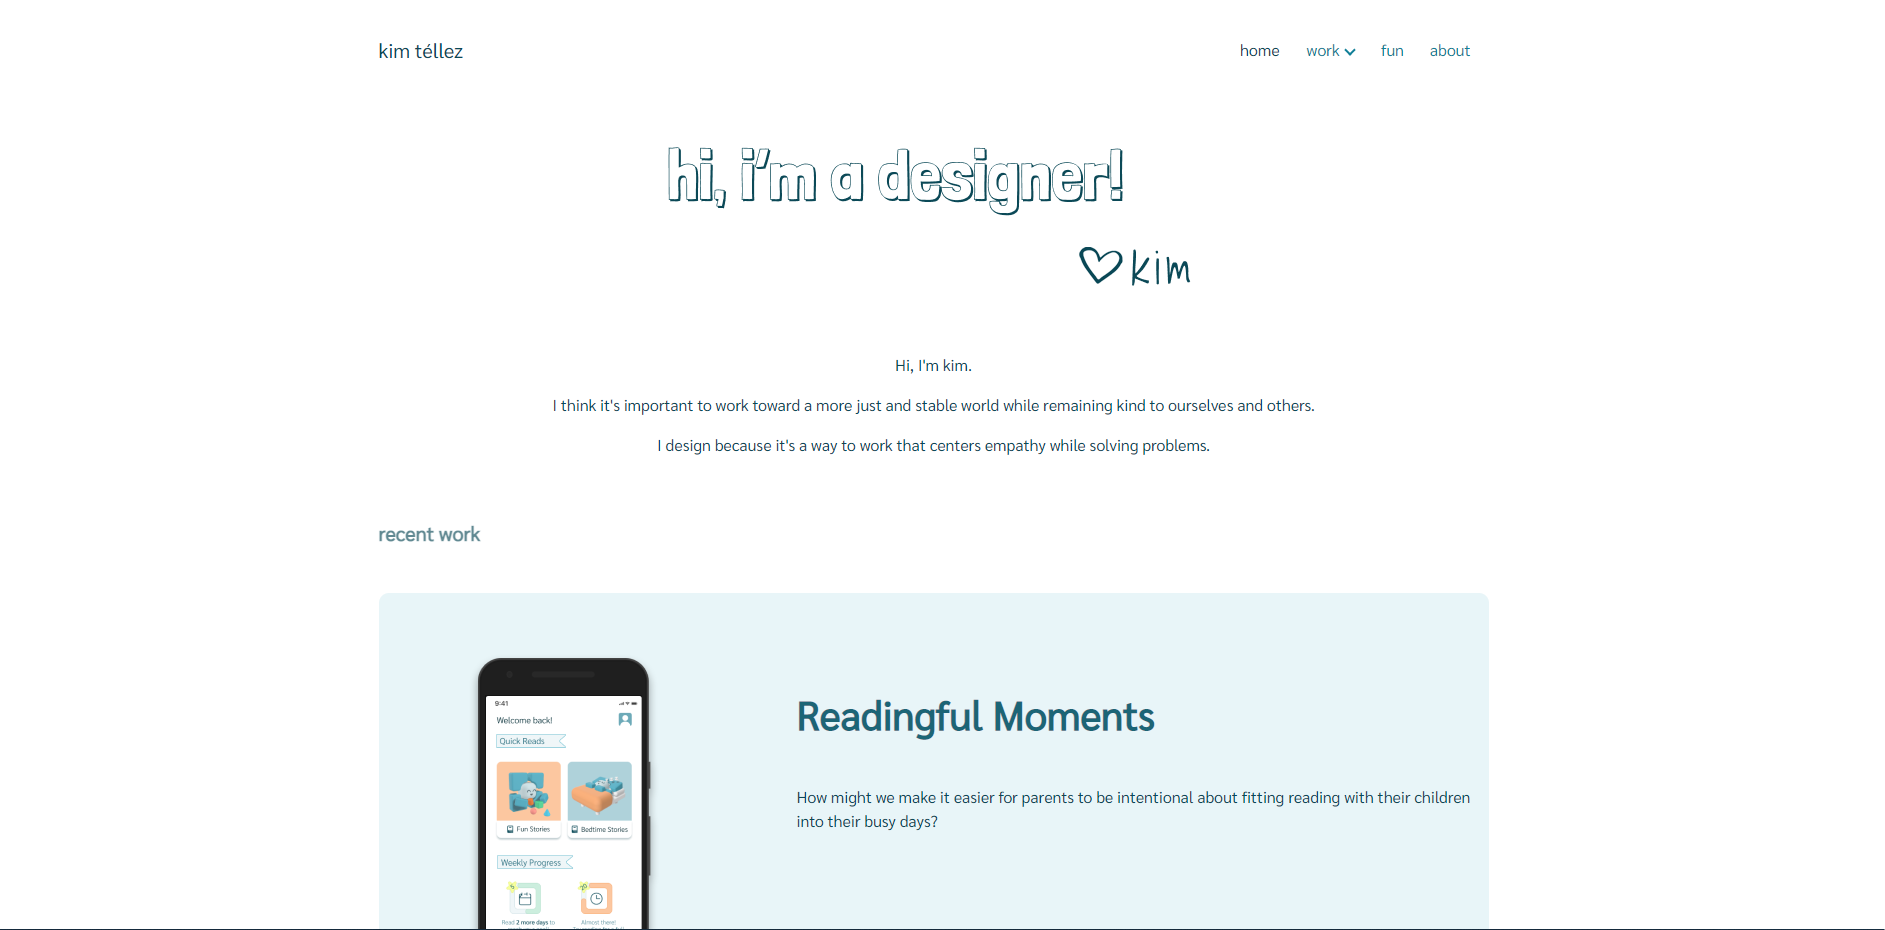 kim téllez
home work fun about
hi, i'm a designer!
kim
Hi, I'm kim.
I think it's important to work toward a more just and stable world while remaining kind to ourselves and others.
I design because it's a way to work that centers empathy while solving problems.
recent work
9:41
Welcome back!
Quick Reads
Fun Stories Bedtime Stories
Weekly Progress
5 20
Read 2 more days to
Almost there!
Readingful Moments
How might we make it easier for parents to be intentional about fitting reading with their children
into their busy days?